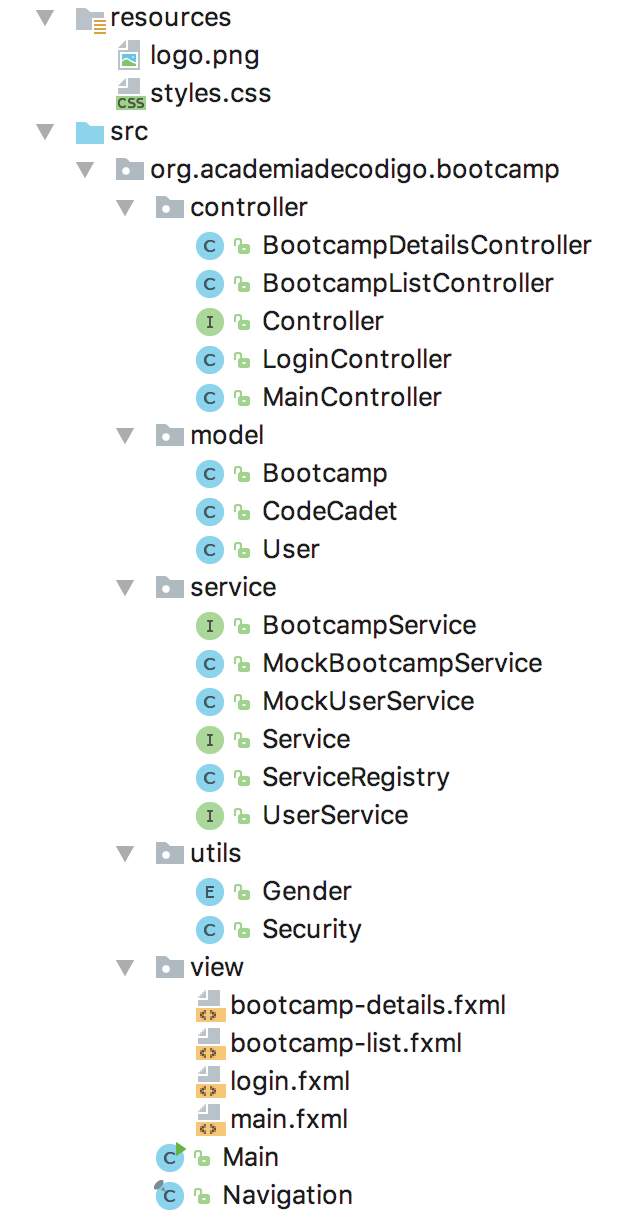 resources
logo.png
CSS styles.css
src
org.academiadecodigo.bootcamp
controller
C BootcampDetailsController
C BootcampListController
I Controller
C LoginController
C MainController
model
C Bootcamp
C CodeCadet
C User
service
I BootcampService
C MockBootcampService
C MockUserService
I Service
C ServiceRegistry
I UserService
utils
E Gender
C Security
view
<> bootcamp-details.fxml
<> bootcamp-list.fxml
<> login.fxml
<> main.fxml
C Main
C Navigation